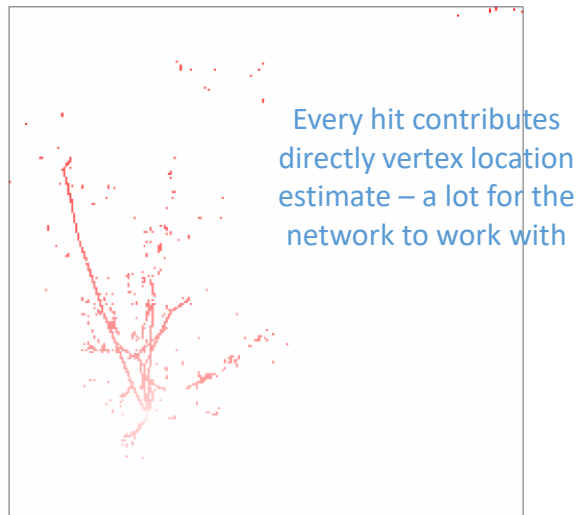 Every hit contributes
directly vertex location
estimate – a lot for the
network to work with